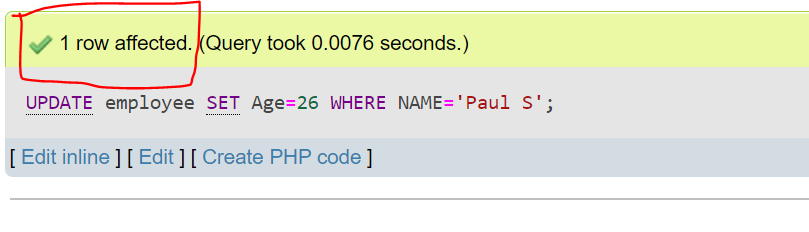 1 row affected. (Query took 0.0076 seconds.)
UPDATE employee SET Age=26 WHERE NAME='Paul S';
[ Edit inline ] [ Edit ] [ Create PHP code ]